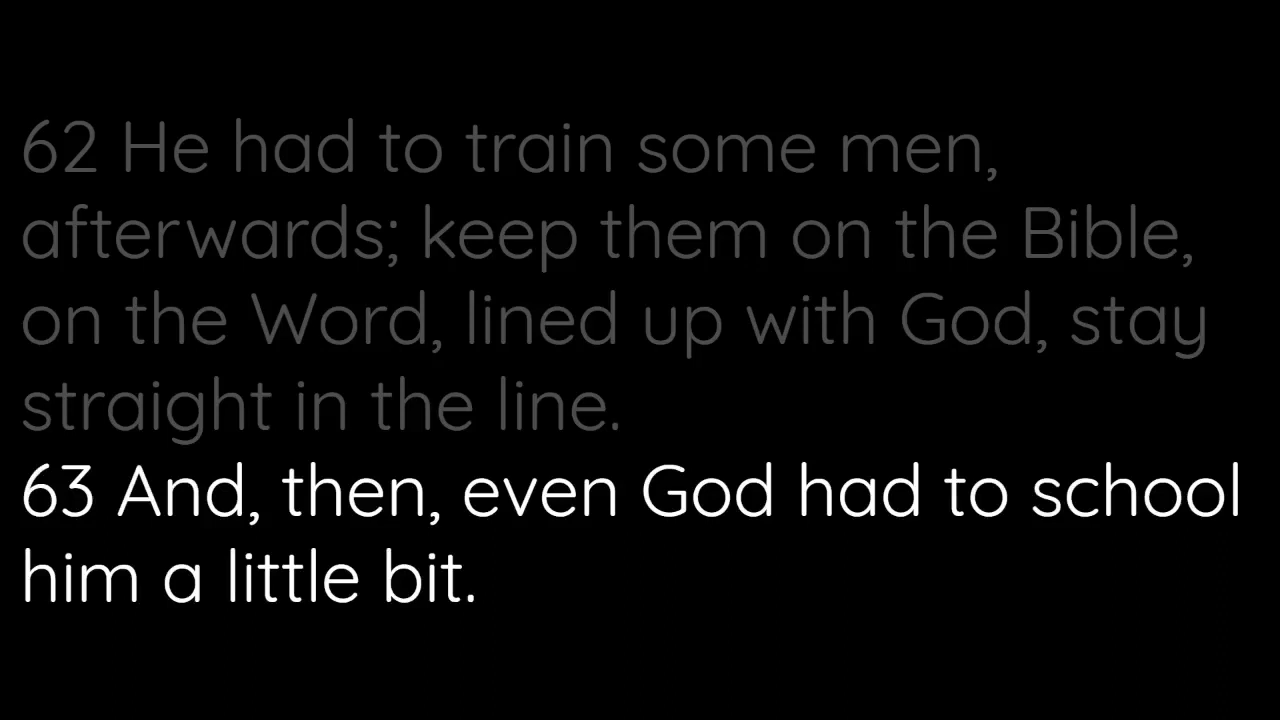 62 He had to train some men,
afterwards; keep them on the Bible,
on the Word, lined up with God, stay
straight in the line.
63 And, then, even God had to school
him a little bit.